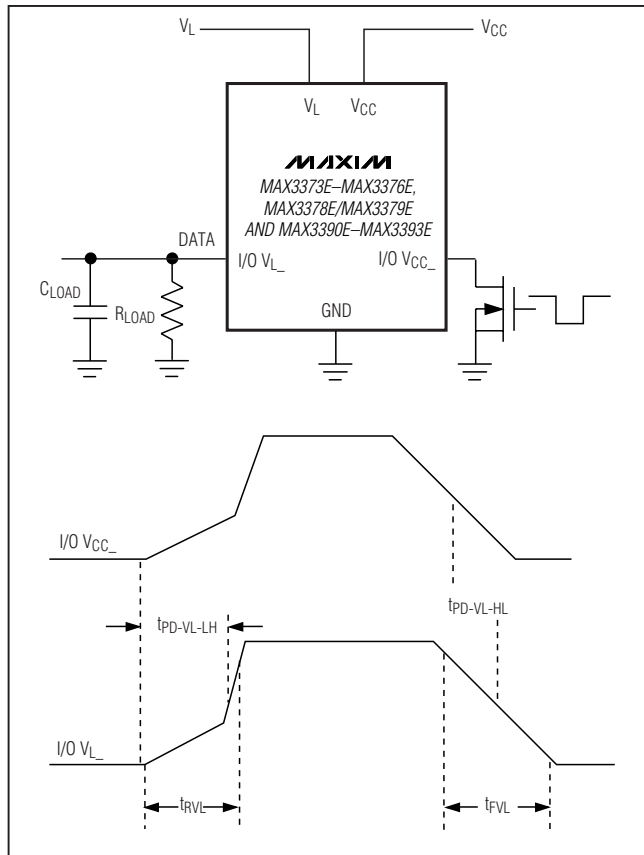 VL
VCC
VL VCC
MAXIM
MAX3373E–MAX3376E,
MAX3378E/MAX3379E
AND MAX3390E–MAX3393E
DATA
I/O VL_ I/O VCC_
CLOAD
RLOAD
GND
I/O VCC_
tPD-VL-LH
tPD-VL-HL
I/O VL_
tRVL
tFVL